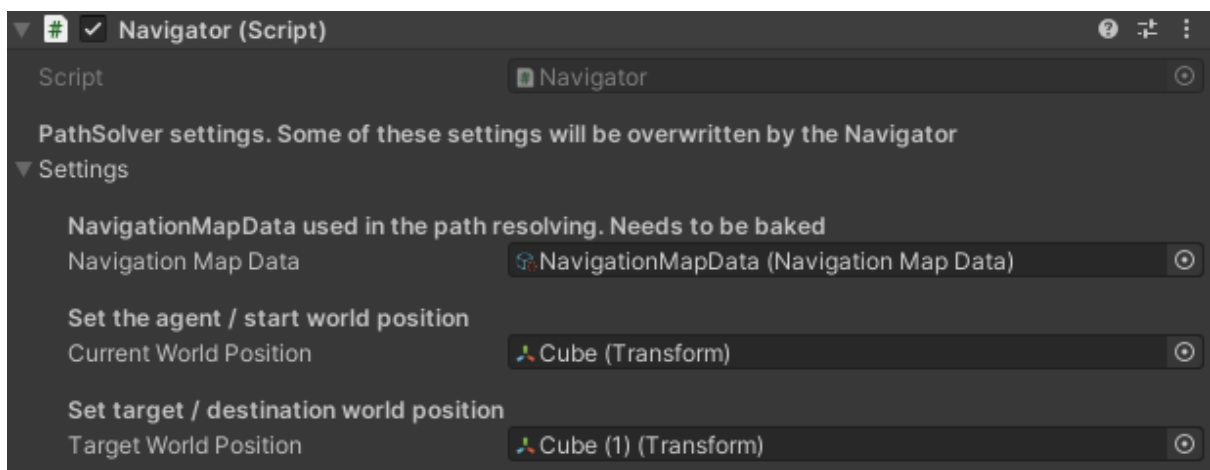 Navigator (Script)
Script Navigator
PathSolver settings. Some of these settings will be overwritten by the Navigator
Settings
NavigationMapData used in the path resolving. Needs to be baked
Navigation Map Data NavigationMapData (Navigation Map Data)
Set the agent / start world position
Current World Position Cube (Transform)
Set target / destination world position
Target World Position Cube (1) (Transform)